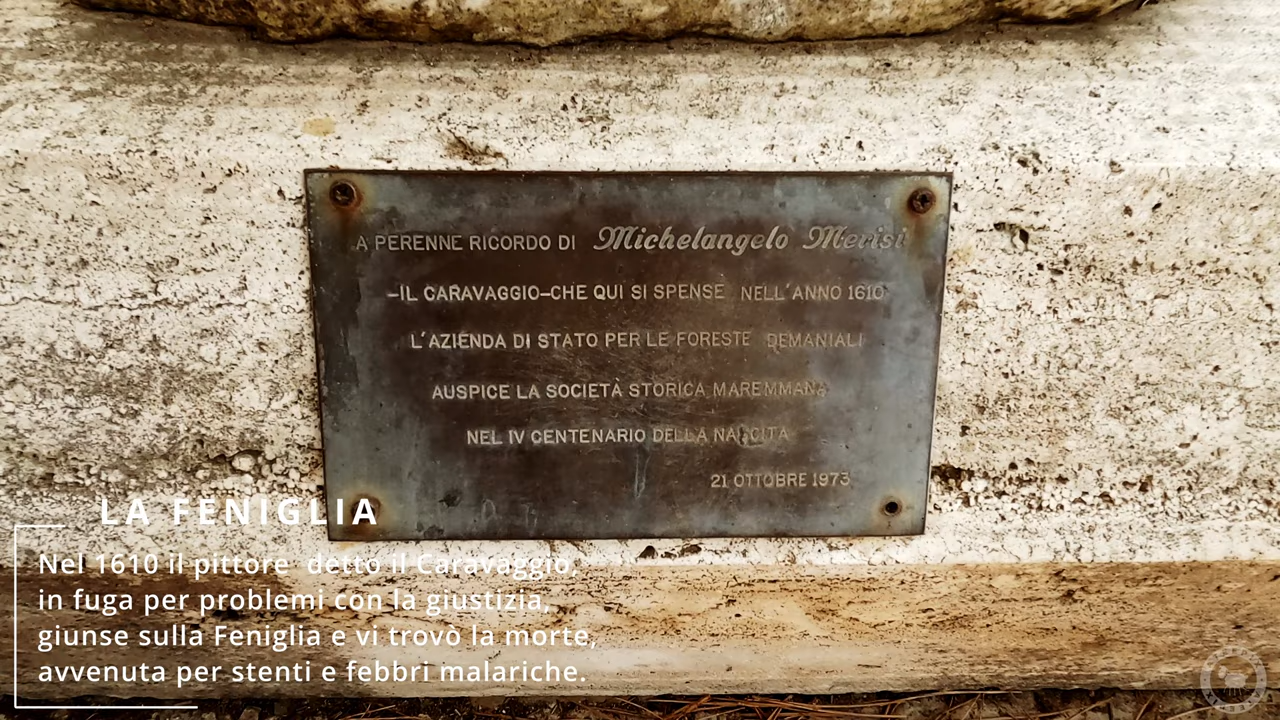 A PERENNE RICORDO DI Michelangelo Merisi
–IL CARAVAGGIO–CHE QUI SI SPENSE NELL'ANNO 1610
L'AZIENDA DI STATO PER LE FORESTE DEMANIALI
AUSPICE LA SOCIETÀ STORICA MAREMMANA
NEL IV CENTENARIO DELLA NASCITA
21 OTTOBRE 1973
LA FENIGLIA
Nel 1610 il pittore detto il Caravaggio,
in fuga per problemi con la giustizia,
giunse sulla Feniglia e vi trovò la morte,
avvenuta per stenti e febbri malariche.